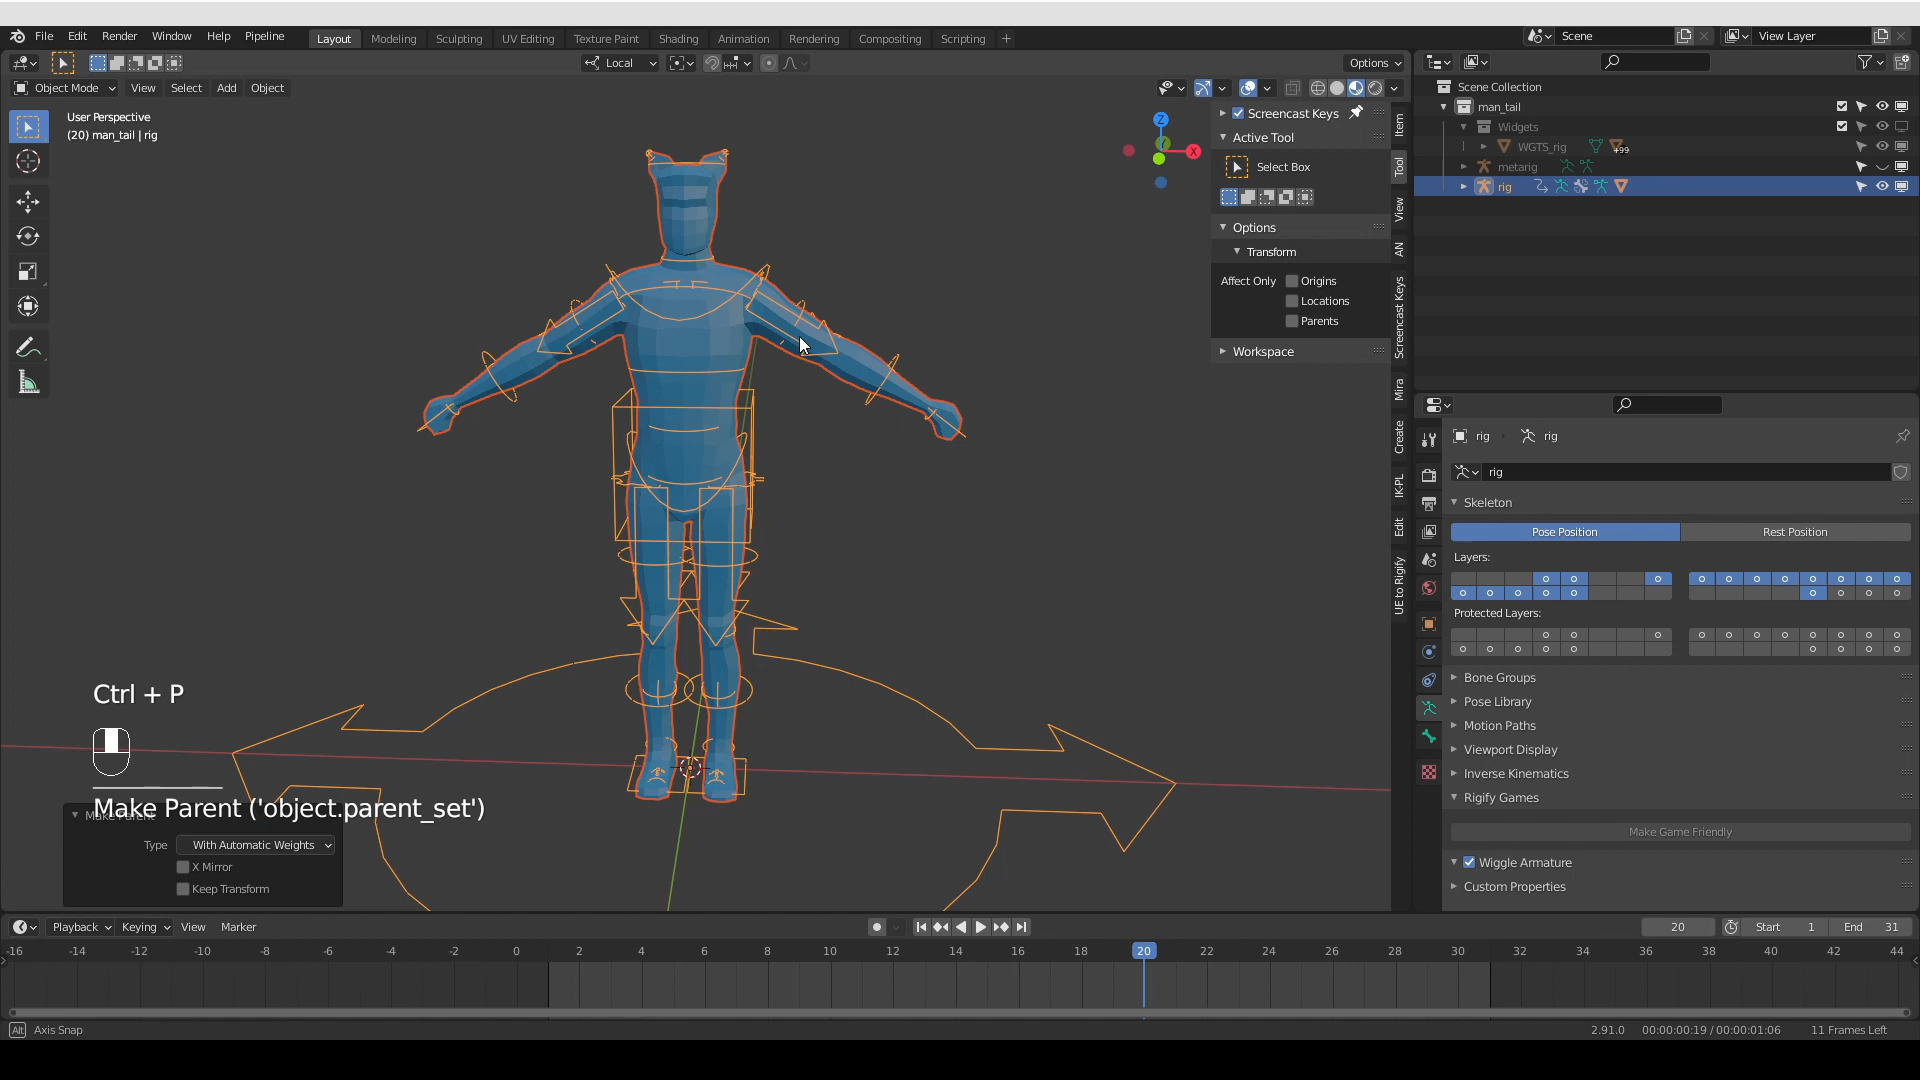 File Edit Render Window Help Pipeline Layout Modeling Sculpting UV Editing Texture Paint Shading Animation Rendering Compositing Scripting + Scene View Layer
Local Options
Object Mode View Select Add Object
User Perspective
(20) man_tail | rig
Z
X
Screencast Keys
Active Tool
Select Box
Options
Transform
Affect Only Origins
Locations
Parents
Workspace
Item
Tool
View
AN
Screencast Keys
Mira
Create
IK-PL
Edit
UE to Rigify
Scene Collection
man_tail
Widgets
WGTS_rig +99
metarig
rig
rig rig
rig
Skeleton
Pose Position Rest Position
Layers:
Protected Layers:
Bone Groups
Pose Library
Motion Paths
Viewport Display
Inverse Kinematics
Rigify Games
Make Game Friendly
Wiggle Armature
Custom Properties
Ctrl + P
Make Parent ('object.parent_set')
Make Parent
Type With Automatic Weights
X Mirror
Keep Transform
Playback Keying View Marker 20 Start 1 End 31
-16 -14 -12 -10 -8 -6 -4 -2 0 2 4 6 8 10 12 14 16 18 20 22 24 26 28 30 32 34 36 38 40 42 44
Alt Axis Snap 2.91.0 00:00:00:19 / 00:00:01:06 11 Frames Left